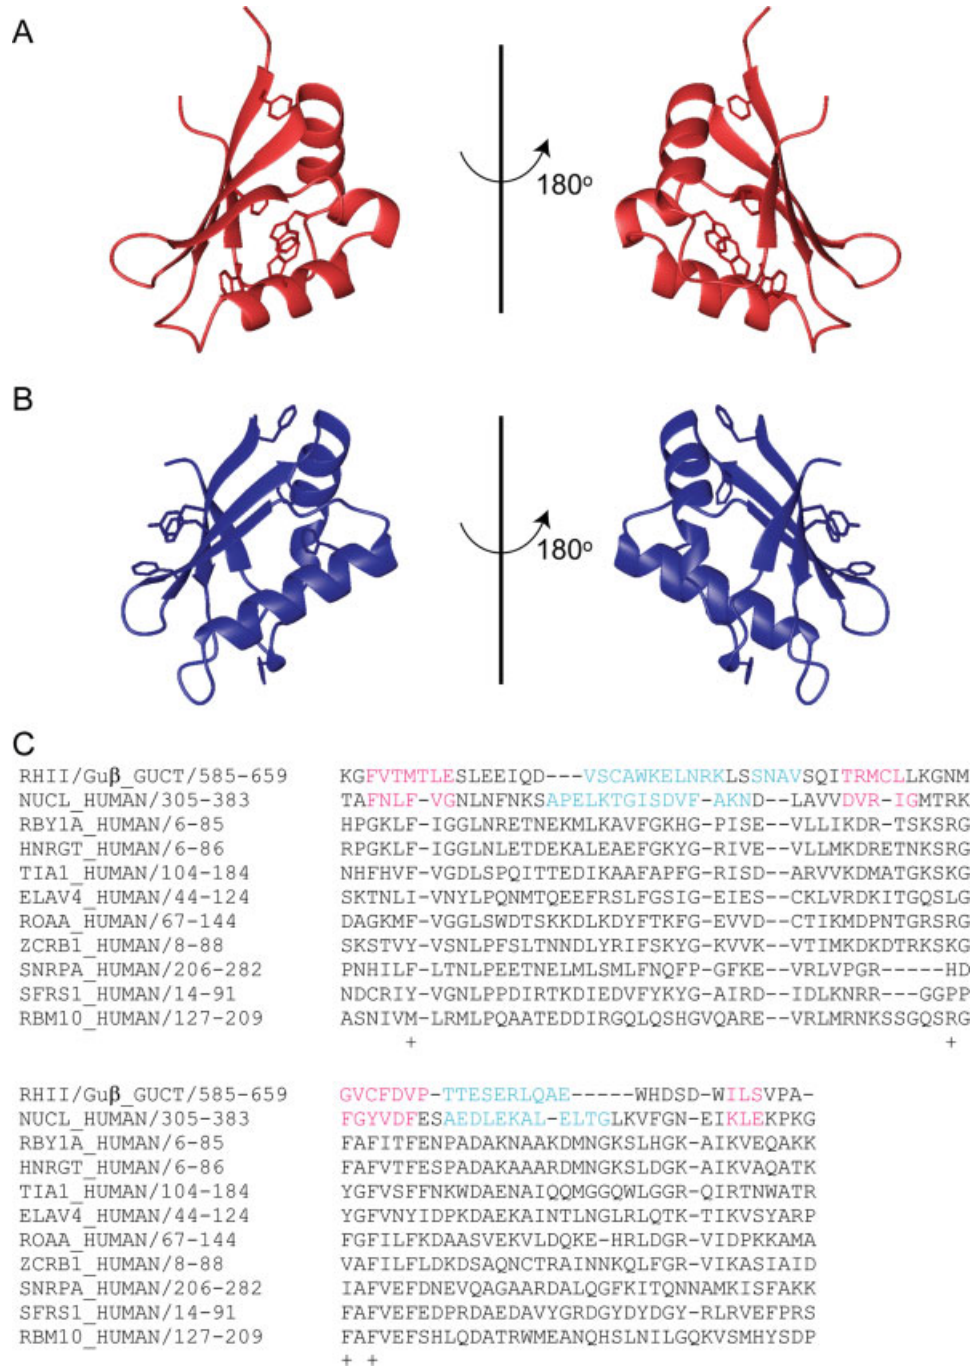 A
180o
B
180o
C
RHII/Guβ_GUCT/585-659 KGFVTMTLESLEEIQD---VSCAWKELNRKLSSNAVSQITRMCLLKGNM
NUCL_HUMAN/305-383 TAFNLF-VGNLNFNKSAPELKTGISDVF-AKND--LAVVDVR-IGMTRK
RBY1A_HUMAN/6-85 HPGKLF-IGGLNRETNEKMLKAVFGKHG-PISE--VLLIKDR-TSKSRG
HNRGT_HUMAN/6-86 RPGKLF-IGGLNLETDEKALEAEFGKYG-RIVE--VLLMKDRETNKSRG
TIA1_HUMAN/104-184 NHFHVF-VGDLSPQITTEDIKAAFAPFG-RISD--ARVVKDMATGKSKG
ELAV4_HUMAN/44-124 SKTNLI-VNYLPQNMTQEEFRSLFGSIG-EIES--CKLVRDKITGQSLG
ROAA_HUMAN/67-144 DAGKMF-VGGLSWDTSKKDLKDYFTKFG-EVVD--CTIKMDPNTGRSRG
ZCRB1_HUMAN/8-88 SKSTVY-VSNLPFSLTNNDLYRIFSKYG-KVVK--VTIMKDKDTRKSKG
SNRPA_HUMAN/206-282 PNHILF-LTNLPEETNELMLSMLFNQFP-GFKE--VRLVPGR-----HD
SFRS1_HUMAN/14-91 NDCRIY-VGNLPPDIRTKDIEDVFYKYG-AIRD--IDLKNRR---GGPP
RBM10_HUMAN/127-209 ASNIVM-LRMLPQAATEDDIRGQLQSHGVQARE--VRLMRNKSSGQSRG
+ +
RHII/Guβ_GUCT/585-659 GVCFDVP-TTESERLQAE-----WHDSD-WILSVPA-
NUCL_HUMAN/305-383 FGYVDFESAEDLEKAL-ELTGLKVFGN-EIKLEKPKG
RBY1A_HUMAN/6-85 FAFITFENPADAKNAAKDMNGKSLHGK-AIKVEQAKK
HNRGT_HUMAN/6-86 FAFVTFESPADAKAAARDMNGKSLDGK-AIKVAQATK
TIA1_HUMAN/104-184 YGFVSFFNKWDAENAIQQMGGQWLGGR-QIRTNWATR
ELAV4_HUMAN/44-124 YGFVNYIDPKDAEKAINTLNGLRLQTK-TIKVSYARP
ROAA_HUMAN/67-144 FGFILFKDAASVEKVLDQKE-HRLDGR-VIDPKKAMA
ZCRB1_HUMAN/8-88 VAFILFLDKDSAQNCTRAINNKQLFGR-VIKASIAID
SNRPA_HUMAN/206-282 IAFVEFDNEVQAGAARDALQGFKITQNNAMKISFAKK
SFRS1_HUMAN/14-91 FAFVEFEDPRDAEDAVYGRDGYDYDGY-RLRVEFPRS
RBM10_HUMAN/127-209 FAFVEFSHLQDATRWMEANQHSLNILGQKVSMHYSDP
+ +